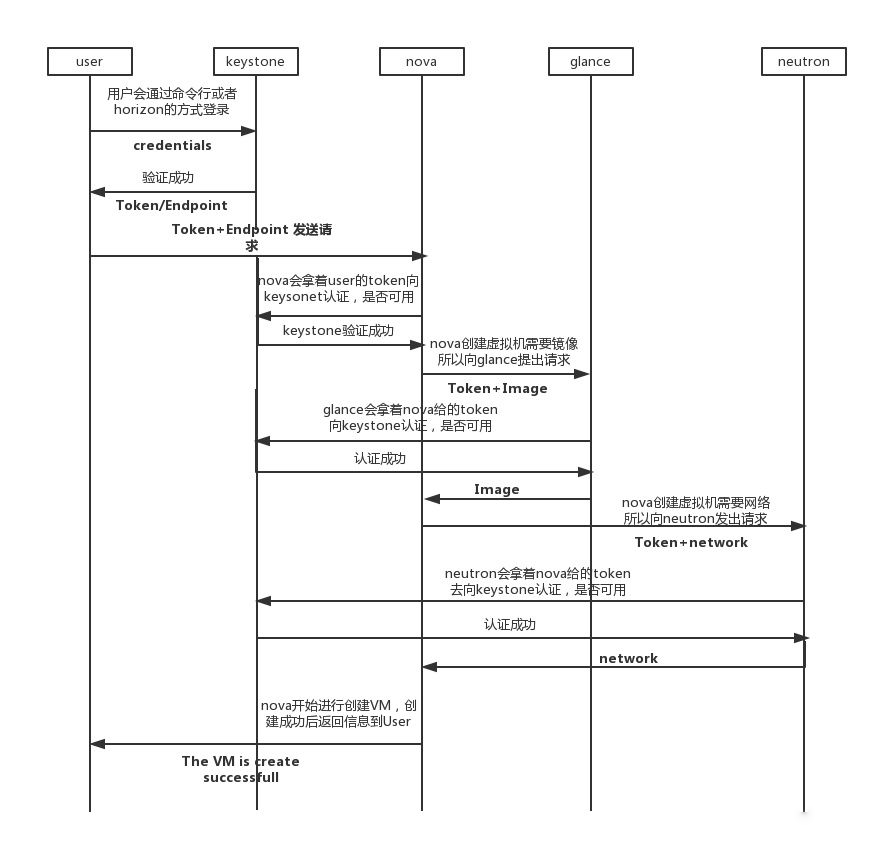 user
keystone
nova
glance
neutron
用户会通过命令行或者
horizon的方式登录
credentials
验证成功
Token/Endpoint
Token+Endpoint 发送请
求
nova会拿着user的token向
keysonet认证，是否可用
keystone验证成功
nova创建虚拟机需要镜像
所以向glance提出请求
Token+Image
glance会拿着nova给的token
向keystone认证，是否可用
认证成功
Image
nova创建虚拟机需要网络
所以向neutron发出请求
Token+network
neutron会拿着nova给的token
去向keystone认证，是否可用
认证成功
network
nova开始进行创建VM，创
建成功后返回信息到User
The VM is create
successfull